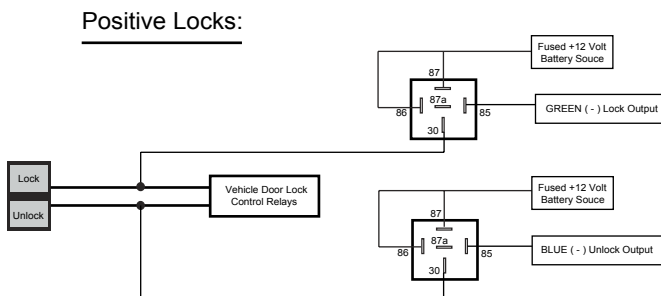 Positive Locks:
Fused +12 Volt
Battery Souce
87
87a
86
85
GREEN ( - ) Lock Output
30
Lock
Unlock
Vehicle Door Lock
Control Relays
Fused +12 Volt
Battery Souce
87
87a
86
85
BLUE ( - ) Unlock Output
30